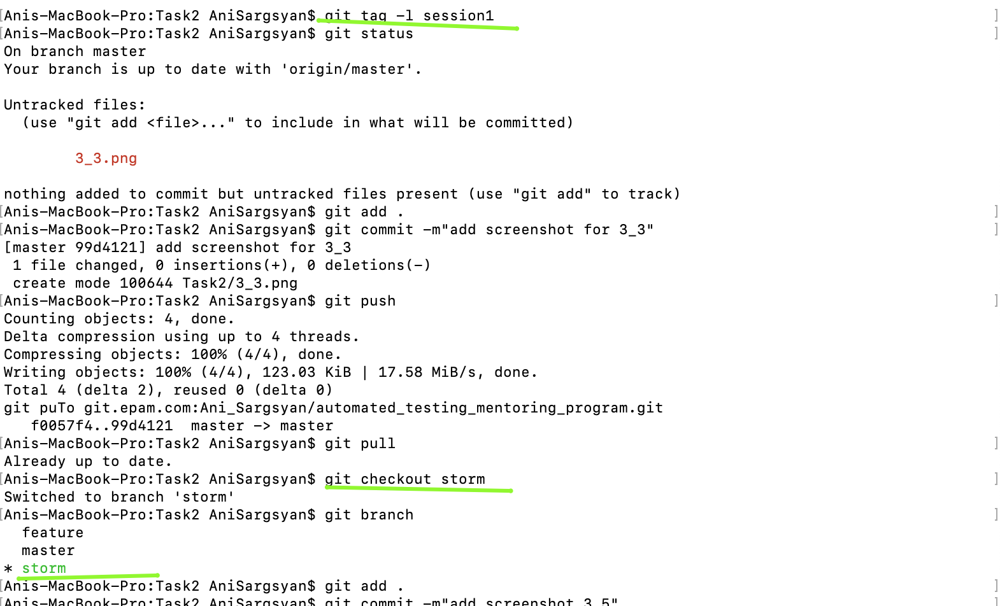 [Anis-MacBook-Pro:Task2 AniSargsyan$ git tag -l session1 ]
[Anis-MacBook-Pro:Task2 AniSargsyan$ git status ]
On branch master
Your branch is up to date with 'origin/master'.
Untracked files:
(use "git add <file>..." to include in what will be committed)
3_3.png
nothing added to commit but untracked files present (use "git add" to track)
[Anis-MacBook-Pro:Task2 AniSargsyan$ git add . ]
[Anis-MacBook-Pro:Task2 AniSargsyan$ git commit -m"add screenshot for 3_3" ]
[master 99d4121] add screenshot for 3_3
1 file changed, 0 insertions(+), 0 deletions(-)
create mode 100644 Task2/3_3.png
[Anis-MacBook-Pro:Task2 AniSargsyan$ git push ]
Counting objects: 4, done.
Delta compression using up to 4 threads.
Compressing objects: 100% (4/4), done.
Writing objects: 100% (4/4), 123.03 KiB | 17.58 MiB/s, done.
Total 4 (delta 2), reused 0 (delta 0)
git puTo git.epam.com:Ani_Sargsyan/automated_testing_mentoring_program.git
f0057f4..99d4121 master -> master
[Anis-MacBook-Pro:Task2 AniSargsyan$ git pull ]
Already up to date.
[Anis-MacBook-Pro:Task2 AniSargsyan$ git checkout storm ]
Switched to branch 'storm'
[Anis-MacBook-Pro:Task2 AniSargsyan$ git branch ]
feature
master
* storm
[Anis-MacBook-Pro:Task2 AniSargsyan$ git add . ]
[Anis-MacBook-Pro:Task2 AniSargsyan$ git commit -m"add screenshot 3_5" ]